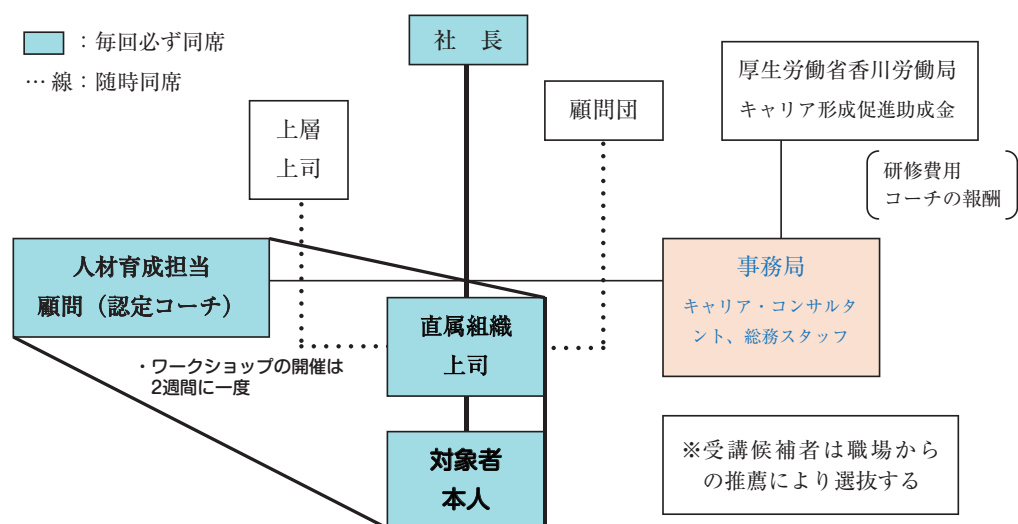 ：毎回必ず同席
… 線：随時同席
社　長
上層
上司
顧問団
厚生労働省香川労働局
キャリア形成促進助成金
研修費用
コーチの報酬
人材育成担当
顧問（認定コーチ）
直属組織
上司
事務局
キャリア・コンサルタ
ント、総務スタッフ
・ワークショップの開催は
2週間に一度
対象者
本人
※受講候補者は職場から
の推薦により選抜する